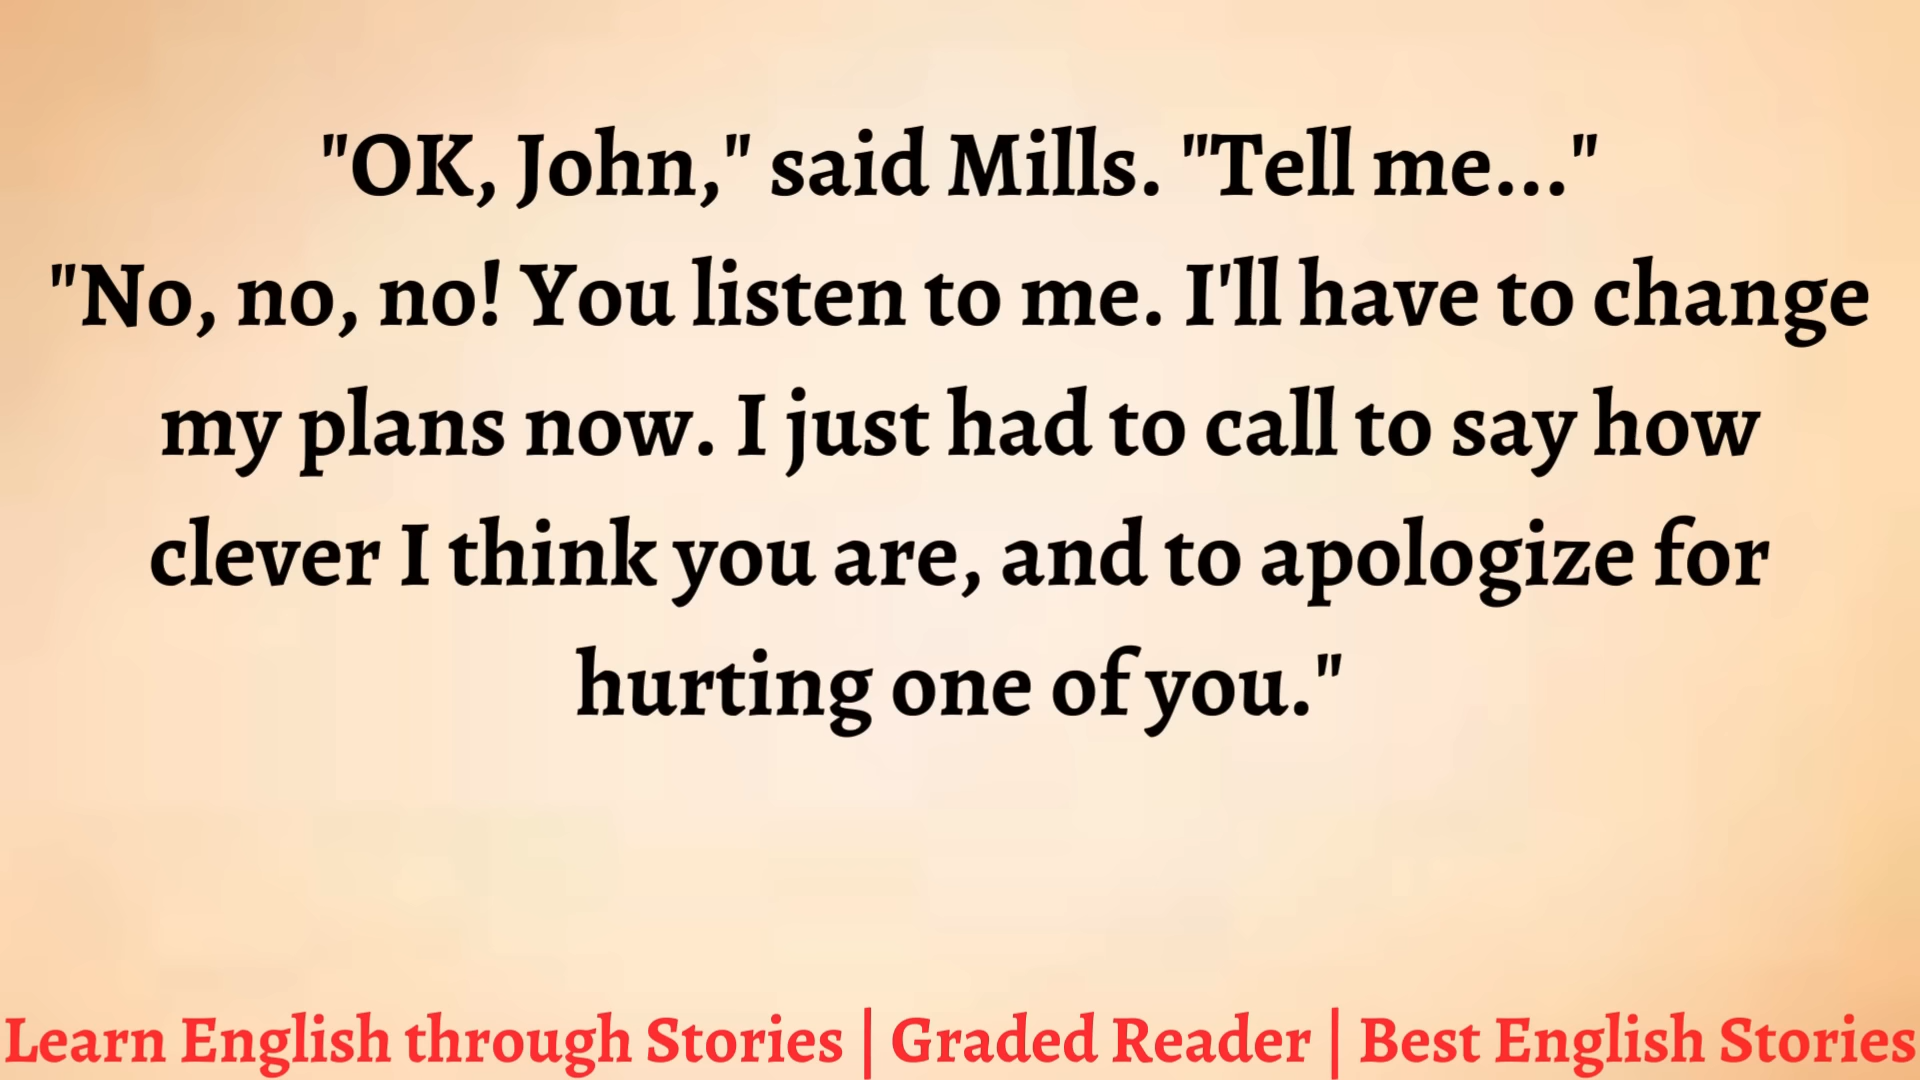 "OK, John," said Mills. "Tell me..."
"No, no, no! You listen to me. I'll have to change
my plans now. I just had to call to say how
clever I think you are, and to apologize for
hurting one of you."
Learn English through Stories | Graded Reader | Best English Stories